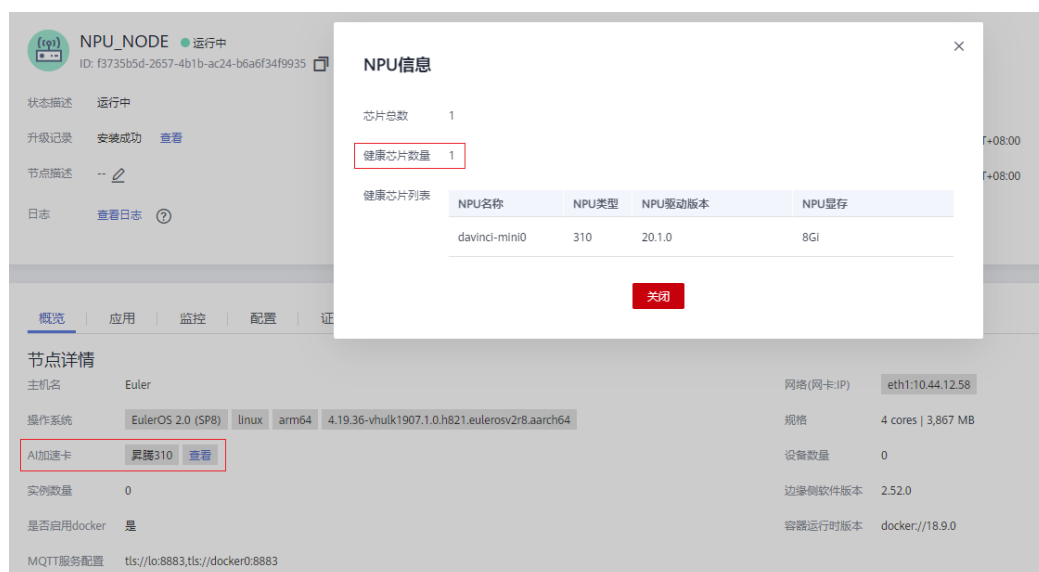 NPU_NODE 运行中
ID: f3735b5d-2657-4b1b-ac24-b6a6f34f9935
状态描述 运行中
升级记录 安装成功 查看
节点描述 --
日志 查看日志 ?
NPU信息
芯片总数 1
健康芯片数量 1
健康芯片列表
NPU名称 NPU类型 NPU驱动版本 NPU显存
davinci-mini0 310 20.1.0 8Gi
关闭
T+08:00
T+08:00
概览 应用 监控 配置 证
节点详情
主机名 Euler 网络(网卡:IP) eth1:10.44.12.58
操作系统 EulerOS 2.0 (SP8) linux arm64 4.19.36-vhulk1907.1.0.h821.eulerosv2r8.aarch64 规格 4 cores | 3,867 MB
AI加速卡 昇腾310 查看 设备数量 0
实例数量 0 边缘侧软件版本 2.52.0
是否启用docker 是 容器运行时版本 docker://18.9.0
MQTT服务配置 tls://lo:8883,tls://docker0:8883